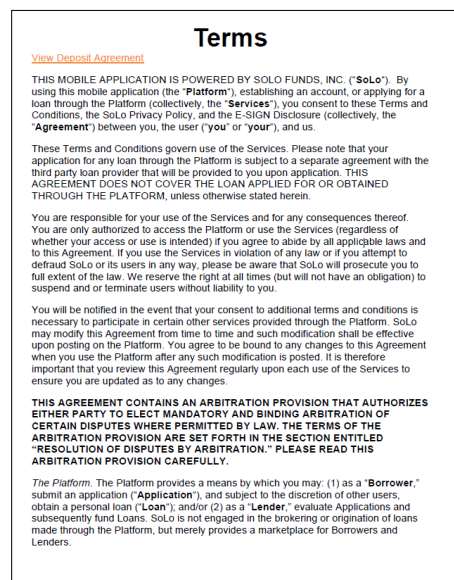 Terms
View Deposit Agreement
THIS MOBILE APPLICATION IS POWERED BY SOLO FUNDS, INC. ("SoLo"). By
using this mobile application (the "Platform"), establishing an account, or applying for a
loan through the Platform (collectively, the "Services"), you consent to these Terms and
Conditions, the SoLo Privacy Policy, and the E-SIGN Disclosure (collectively, the
"Agreement") between you, the user ("you" or "your"), and us.
These Terms and Conditions govern use of the Services. Please note that your
application for any loan through the Platform is subject to a separate agreement with the
third party loan provider that will be provided to you upon application. THIS
AGREEMENT DOES NOT COVER THE LOAN APPLIED FOR OR OBTAINED
THROUGH THE PLATFORM, unless otherwise stated herein.
You are responsible for your use of the Services and for any consequences thereof.
You are only authorized to access the Platform or use the Services (regardless of
whether your access or use is intended) if you agree to abide by all applicable laws and
to this Agreement. If you use the Services in violation of any law or if you attempt to
defraud SoLo or its users in any way, please be aware that SoLo will prosecute you to
full extent of the law. We reserve the right at all times (but will not have an obligation) to
suspend and or terminate users without liability to you.
You will be notified in the event that your consent to additional terms and conditions is
necessary to participate in certain other services provided through the Platform. SoLo
may modify this Agreement from time to time and such modification shall be effective
upon posting on the Platform. You agree to be bound to any changes to this Agreement
when you use the Platform after any such modification is posted. It is therefore
important that you review this Agreement regularly upon each use of the Services to
ensure you are updated as to any changes.
THIS AGREEMENT CONTAINS AN ARBITRATION PROVISION THAT AUTHORIZES
EITHER PARTY TO ELECT MANDATORY AND BINDING ARBITRATION OF
CERTAIN DISPUTES WHERE PERMITTED BY LAW. THE TERMS OF THE
ARBITRATION PROVISION ARE SET FORTH IN THE SECTION ENTITLED
"RESOLUTION OF DISPUTES BY ARBITRATION." PLEASE READ THIS
ARBITRATION PROVISION CAREFULLY.
The Platform. The Platform provides a means by which you may: (1) as a "Borrower,"
submit an application ("Application"), and subject to the discretion of other users,
obtain a personal loan ("Loan"); and/or (2) as a "Lender," evaluate Applications and
subsequently fund Loans. SoLo is not engaged in the brokering or origination of loans
made through the Platform, but merely provides a marketplace for Borrowers and
Lenders.